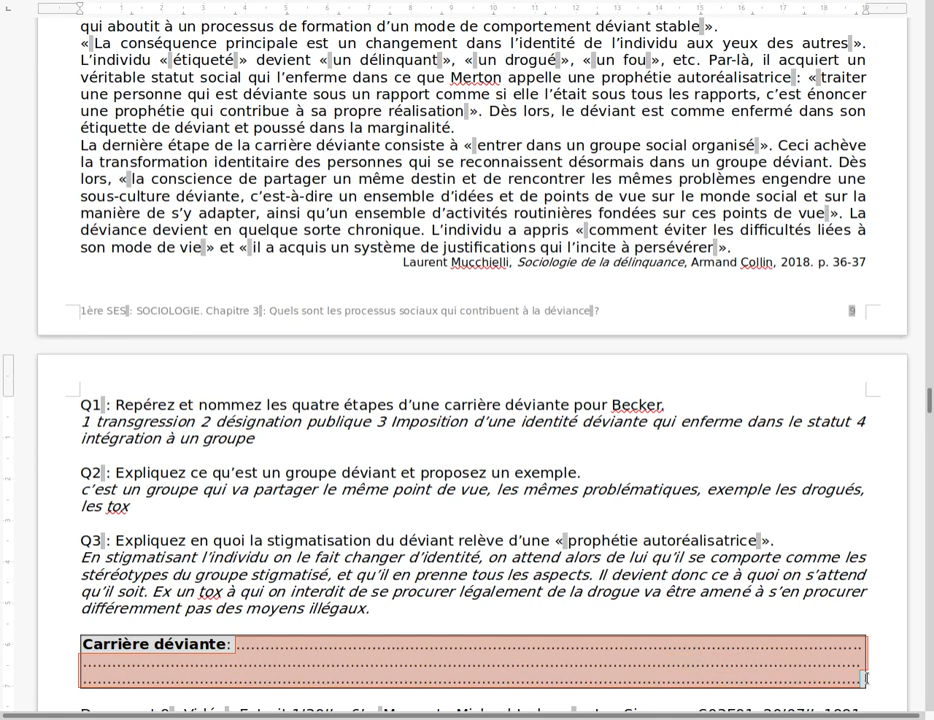 qui aboutit à un processus de formation d’un mode de comportement déviant stable ».
« La conséquence principale est un changement dans l’identité de l’individu aux yeux des autres ».
L’individu « étiqueté » devient « un délinquant », « un drogué », « un fou », etc. Par-là, il acquiert un
véritable statut social qui l’enferme dans ce que Merton appelle une prophétie autoréalisatrice : « traiter
une personne qui est déviante sous un rapport comme si elle l’était sous tous les rapports, c’est énoncer
une prophétie qui contribue à sa propre réalisation ». Dès lors, le déviant est comme enfermé dans son
étiquette de déviant et poussé dans la marginalité.
La dernière étape de la carrière déviante consiste à « entrer dans un groupe social organisé ». Ceci achève
la transformation identitaire des personnes qui se reconnaissent désormais dans un groupe déviant. Dès
lors, « la conscience de partager un même destin et de rencontrer les mêmes problèmes engendre une
sous-culture déviante, c’est-à-dire un ensemble d’idées et de points de vue sur le monde social et sur la
manière de s’y adapter, ainsi qu’un ensemble d’activités routinières fondées sur ces points de vue ». La
déviance devient en quelque sorte chronique. L’individu a appris « comment éviter les difficultés liées à
son mode de vie » et « il a acquis un système de justifications qui l’incite à persévérer ».
Laurent Mucchielli, Sociologie de la délinquance, Armand Collin, 2018. p. 36-37
1ère SES : SOCIOLOGIE. Chapitre 3 : Quels sont les processus sociaux qui contribuent à la déviance ? 9
Q1 : Repérez et nommez les quatre étapes d’une carrière déviante pour Becker.
1 transgression 2 désignation publique 3 Imposition d’une identité déviante qui enferme dans le statut 4
intégration à un groupe
Q2 : Expliquez ce qu’est un groupe déviant et proposez un exemple.
c’est un groupe qui va partager le même point de vue, les mêmes problématiques, exemple les drogués,
les tox
Q3 : Expliquez en quoi la stigmatisation du déviant relève d’une « prophétie autoréalisatrice ».
En stigmatisant l’individu on le fait changer d’identité, on attend alors de lui qu’il se comporte comme les
stéréotypes du groupe stigmatisé, et qu’il en prenne tous les aspects. Il devient donc ce à quoi on s’attend
qu’il soit. Ex un tox à qui on interdit de se procurer légalement de la drogue va être amené à s’en procurer
différemment pas des moyens illégaux.
Carrière déviante: